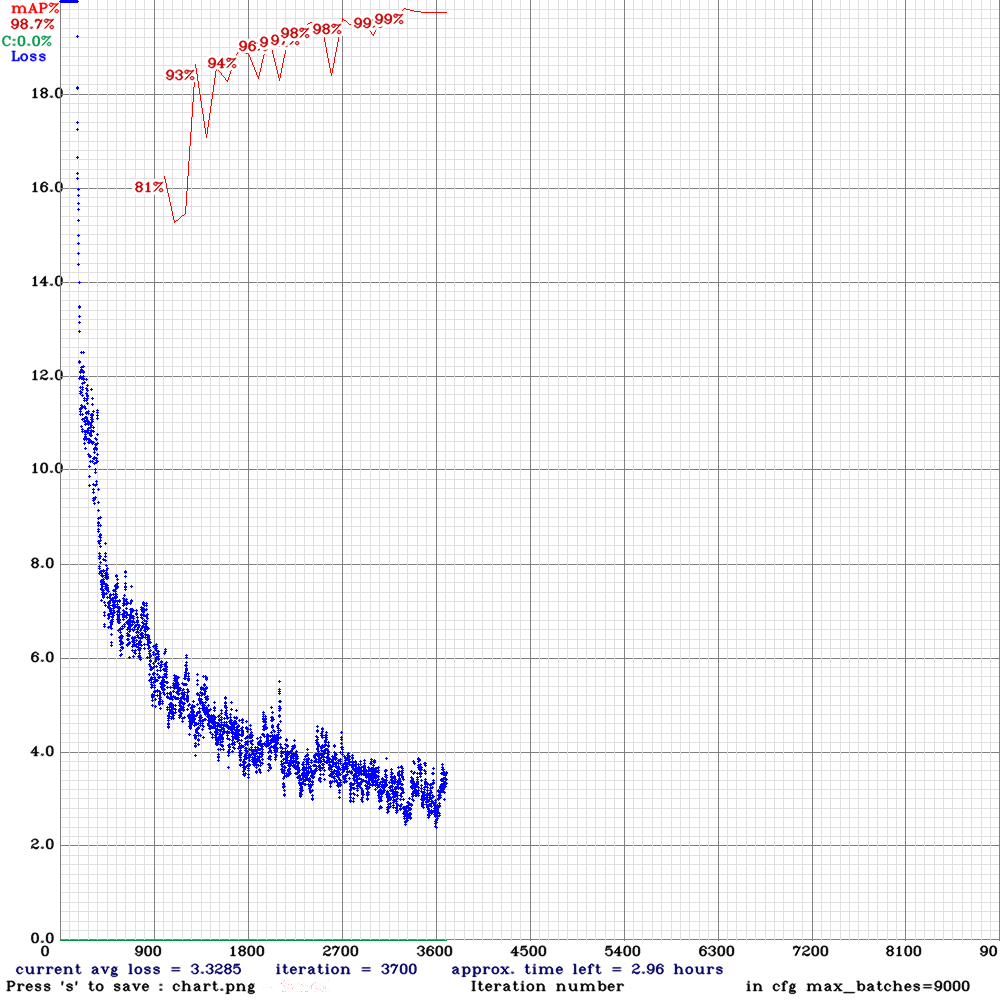 mAP%
98.7%
C:0.0%
Loss
99% 99%
98% 98%
96
94%
93%
81%
18.0
16.0
14.0
12.0
10.0
8.0
6.0
4.0
2.0
0.0
0 900 1800 2700 3600 4500 5400 6300 7200 8100 90
current avg loss = 3.3285 iteration = 3700 approx. time left = 2.96 hours
Press 's' to save : chart.png Iteration number in cfg max_batches=9000